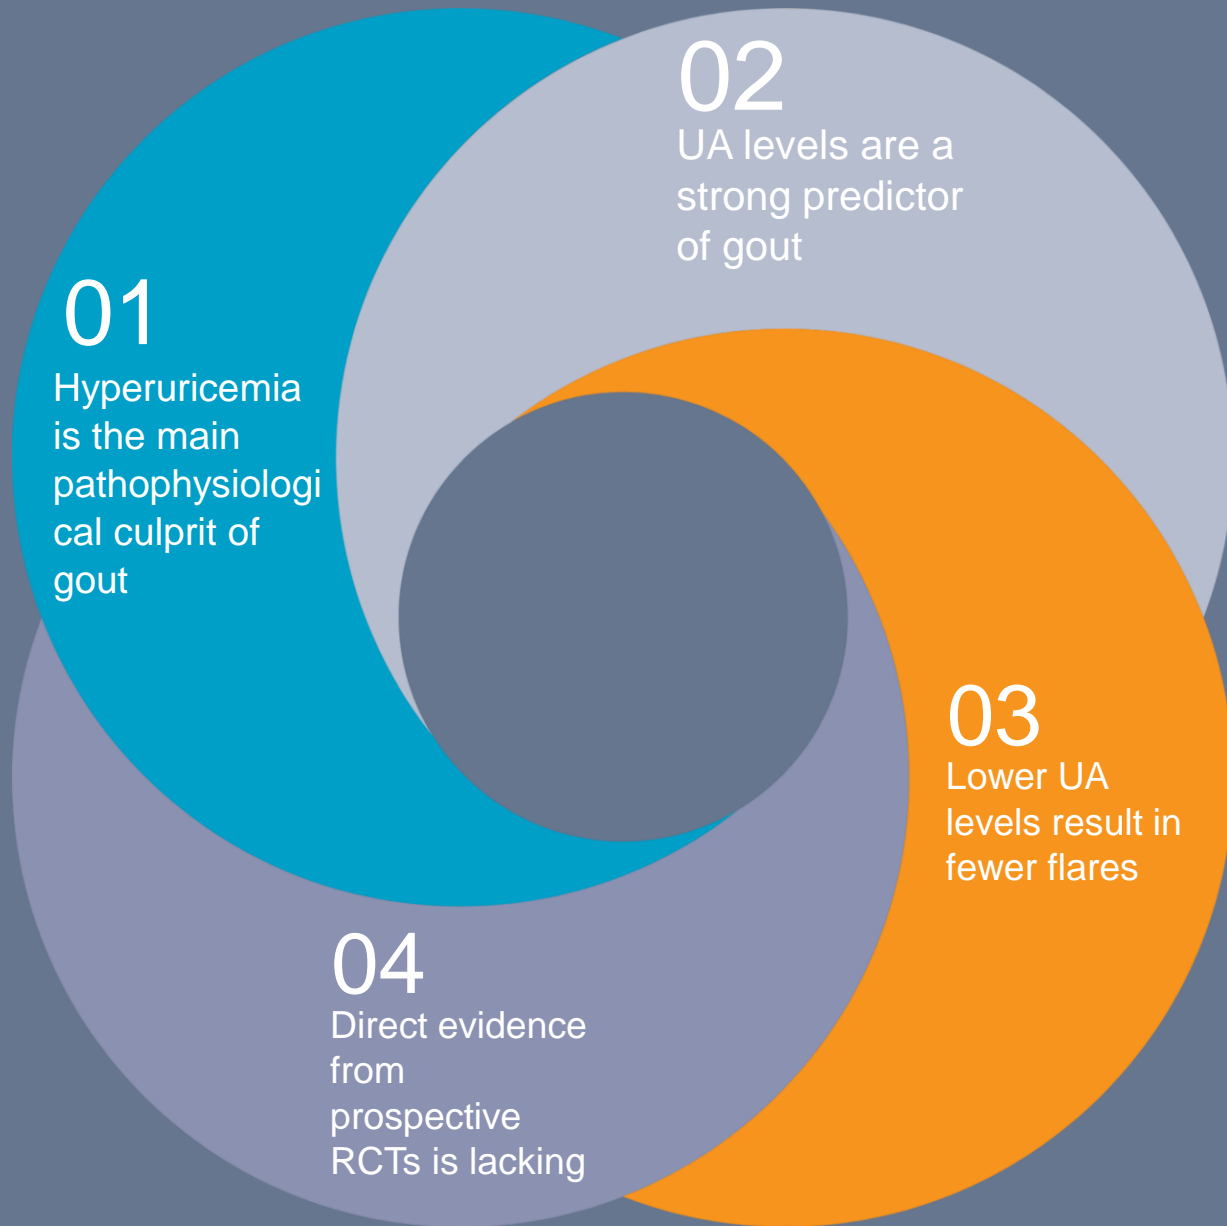 01
Hyperuricemia
is the main
pathophysiologi
cal culprit of
gout
02
UA levels are a
strong predictor
of gout
03
Lower UA
levels result in
fewer flares
04
Direct evidence
from
prospective
RCTs is lacking